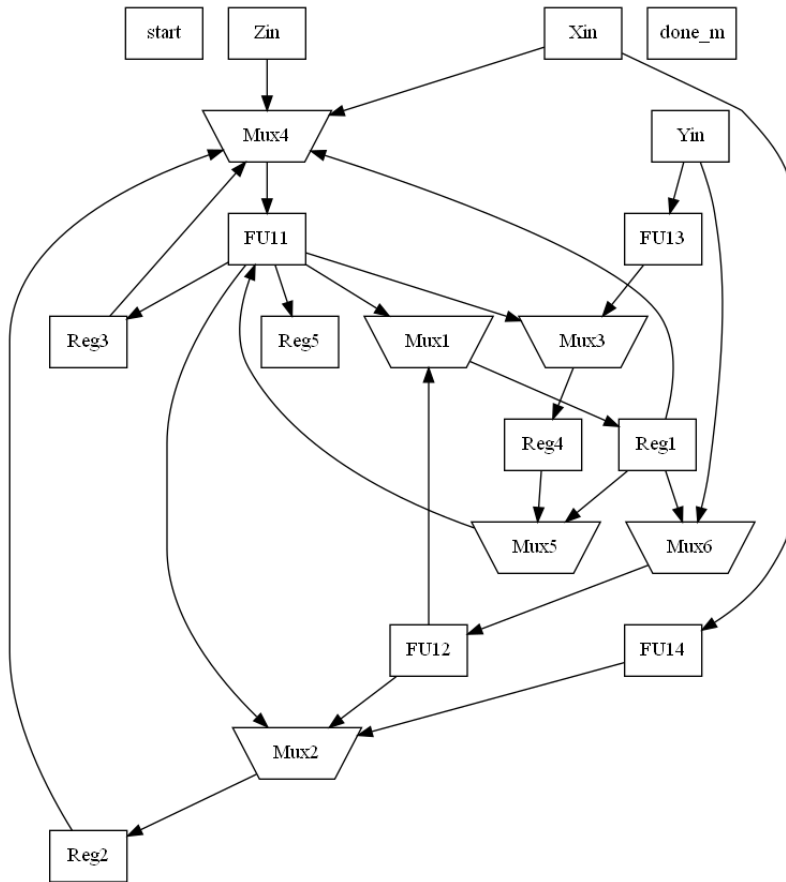 start
Zin
Xin
done_m
Mux4
Yin
FU11
FU13
Reg3
Reg5
Mux1
Mux3
Reg4
Reg1
Mux5
Mux6
FU12
FU14
Mux2
Reg2